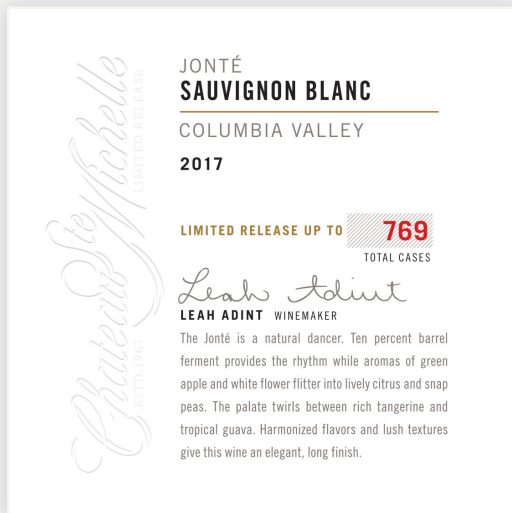 JONTÉ
SAUVIGNON BLANC
COLUMBIA VALLEY
2017
LIMITED RELEASE UP TO 769
TOTAL CASES
Leah Adint
LEAH ADINT WINEMAKER
The Jonté is a natural dancer. Ten percent barrel
ferment provides the rhythm while aromas of green
apple and white flower flitter into lively citrus and snap
peas. The palate twirls between rich tangerine and
tropical guava. Harmonized flavors and lush textures
give this wine an elegant, long finish.
Chateau Ste Michelle
LIMITED RELEASE
ESTD.1967